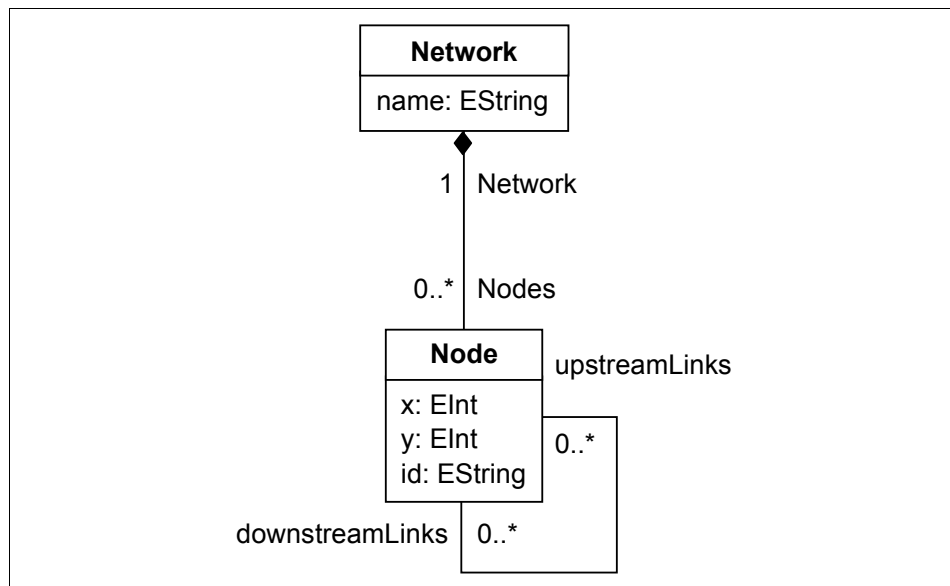 Network
name: EString
1 Network
0..* Nodes
Node
upstreamLinks
x: EInt
y: EInt
0..*
id: EString
downstreamLinks 0..*